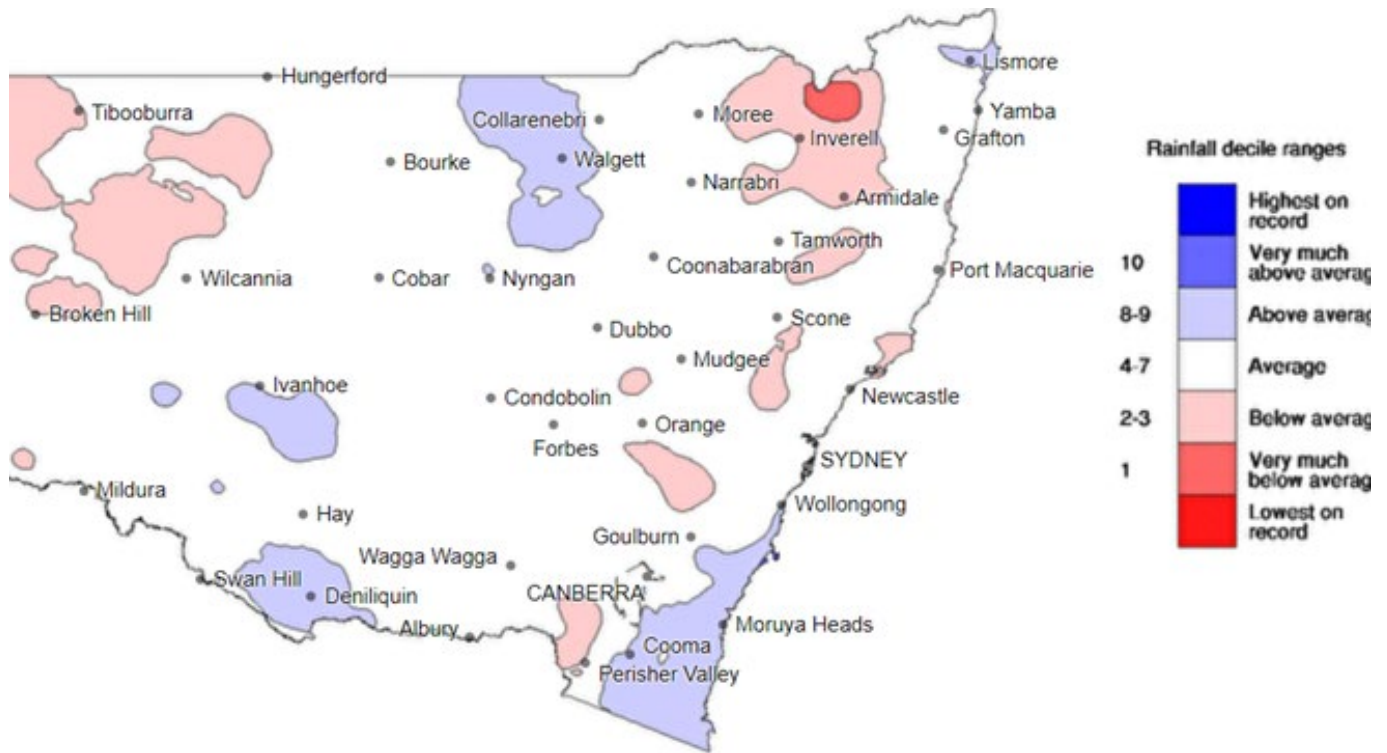 Hungerford
Lismore
Tibooburra
Collarenebri
Moree
Yamba
Inverell
Grafton
Bourke
Walgett
Narrabri
Armidale
Tamworth
Coonabarabran
Port Macquarie
Wilcannia
Cobar
Nyngan
Broken Hill
Scone
Dubbo
Mudgee
Ivanhoe
Newcastle
Condobolin
Orange
Forbes
SYDNEY
Mildura
Wollongong
Hay
Goulburn
Wagga Wagga
Swan Hill
CANBERRA
Deniliquin
Albury
Moruya Heads
Cooma
Perisher Valley
Rainfall decile ranges
Highest on
record
10 Very much
above averag
8-9 Above averag
4-7 Average
2-3 Below averag
1 Very much
below averag
Lowest on
record